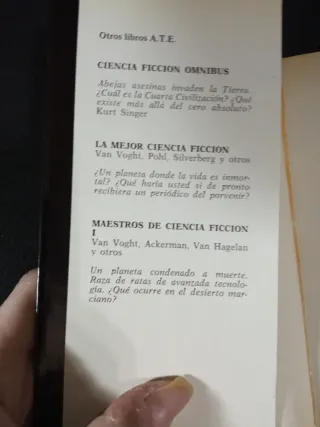 Otros libros A.T.E.
CIENCIA FICCION OMNIBUS
Abejas asesinas invaden la Tierra.
¿Cuál es la Cuarta Civilización? ¿Qué
existe más allá del cero absoluto?
Kurt Singer
LA MEJOR CIENCIA FICCION
Van Voght, Pohl, Silverberg y otros
¿Un planeta donde la vida es inmor-
tal? ¿Qué haría usted si de pronto
recibiera un periódico del porvenir?
MAESTROS DE CIENCIA FICCION
I
Van Voght, Ackerman, Van Hagelan
y otros
Un planeta condenado a muerte.
Raza de ratas de avanzada tecnolo-
gía. ¿Qué ocurre en el desierto mar-
ciano?